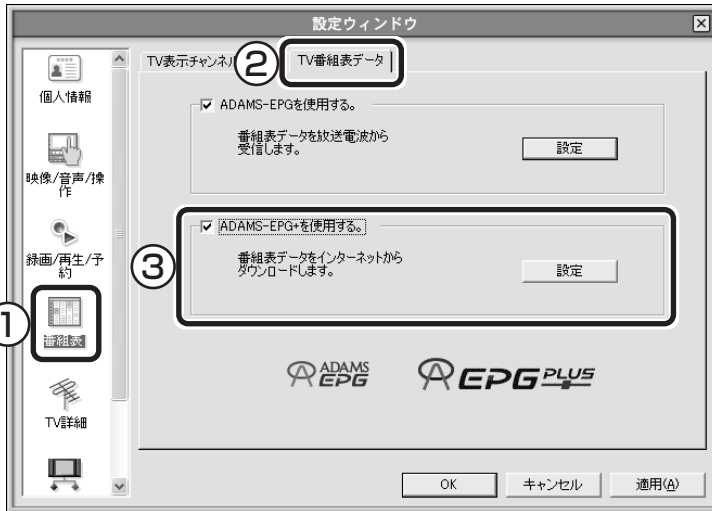 設定ウィンドウ
個人情報
映像/音声/操
作
録画/再生/予
約
1
番組表
TV詳細
TV表示チャンネル
2
TV番組表データ
ADAMS-EPGを使用する。
番組表データを放送電波から
受信します。
設定
3
ADAMS-EPG+を使用する。
番組表データをインターネットから
ダウンロードします。
設定
ADAMS
EPG
EPG PLUS
OK
キャンセル
適用(A)